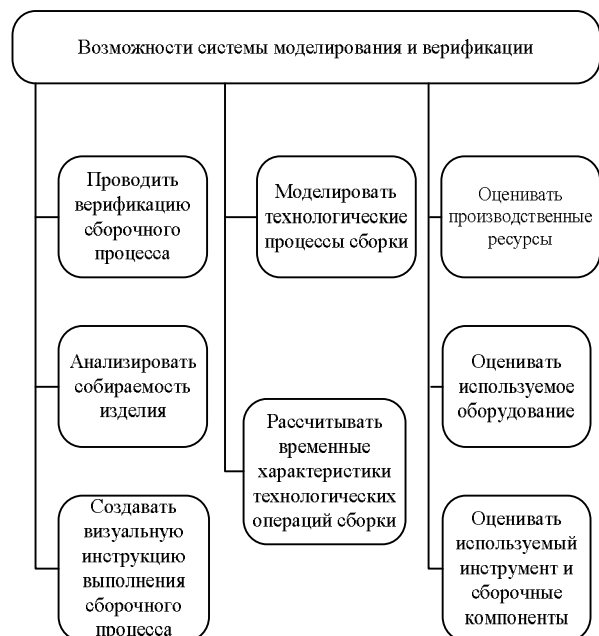 Возможности системы моделирования и верификации
Проводить
верификацию
сборочного
процесса
Моделировать
технологические
процессы сборки
Оценивать
производственные
ресурсы
Анализировать
собираемость
изделия
Рассчитывать
временные
характеристики
технологических
операций сборки
Оценивать
используемое
оборудование
Создавать
визуальную
инструкцию
выполнения
сборочного
процесса
Оценивать
используемый
инструмент и
сборочные
компоненты